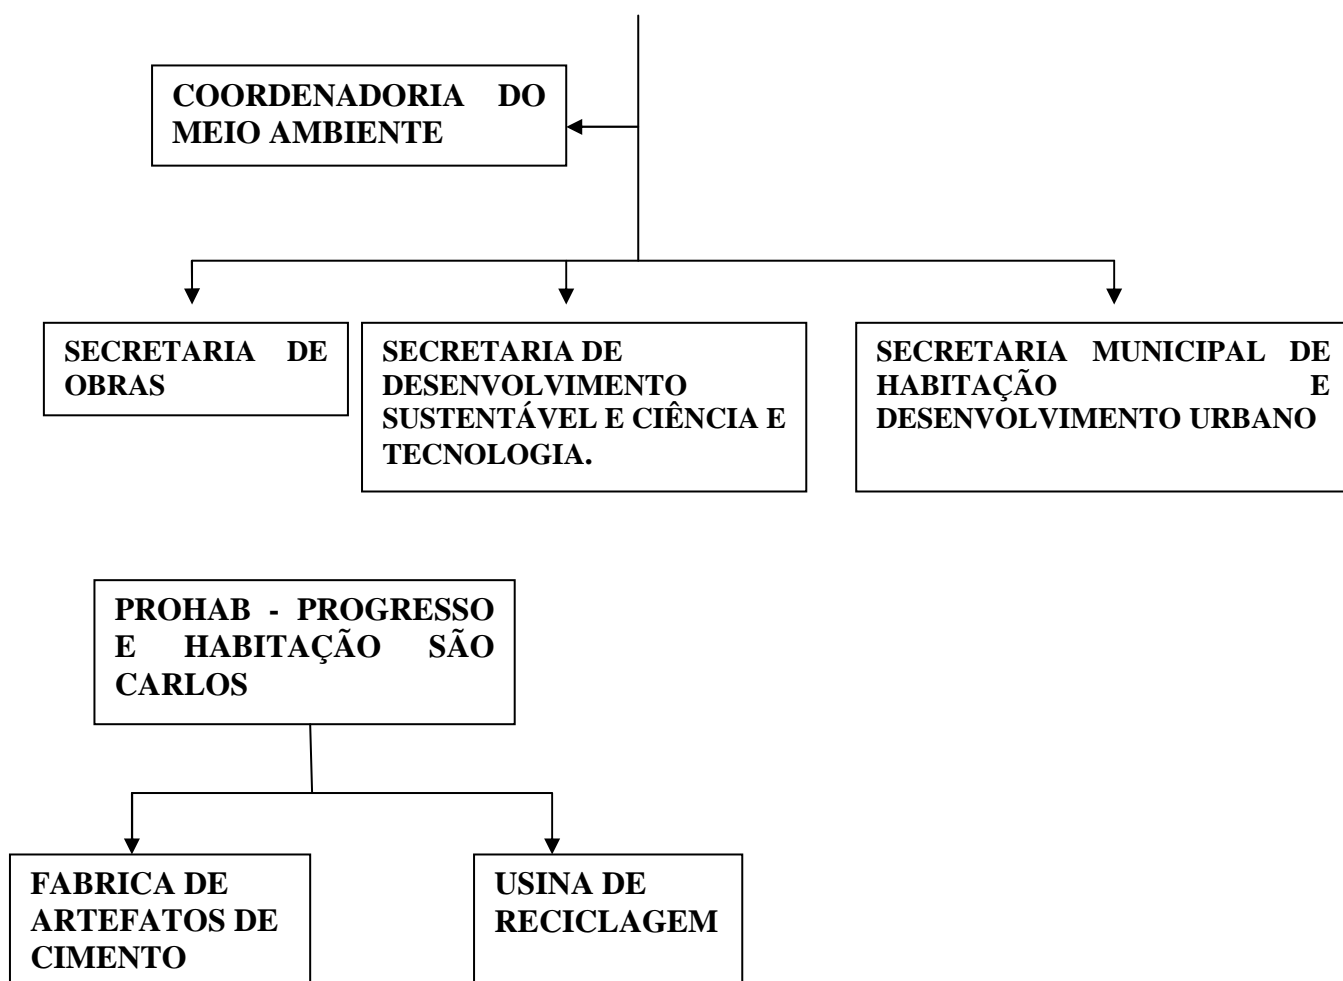 COORDENADORIA DO
MEIO AMBIENTE
SECRETARIA DE
OBRAS
SECRETARIA DE
DESENVOLVIMENTO
SUSTENTÁVEL E CIÊNCIA E
TECNOLOGIA.
SECRETARIA MUNICIPAL DE
HABITAÇÃO E
DESENVOLVIMENTO URBANO
PROHAB - PROGRESSO
E HABITAÇÃO SÃO
CARLOS
FABRICA DE
ARTEFATOS DE
CIMENTO
USINA DE
RECICLAGEM